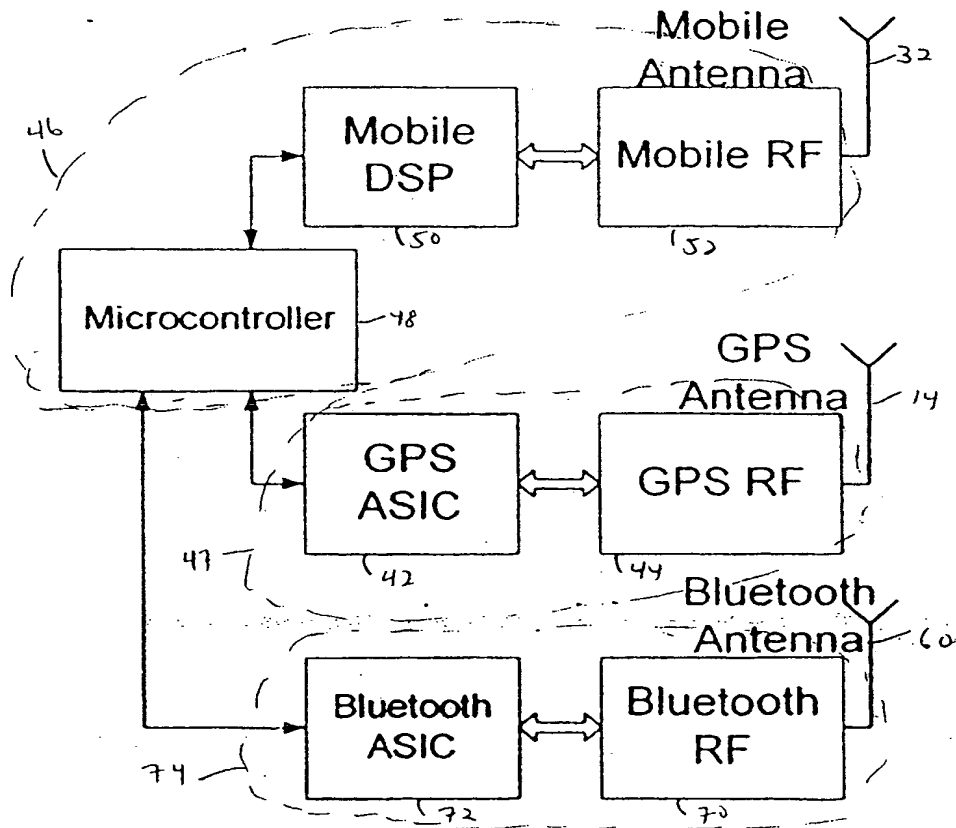 Mobile
Antenna
32
46
Mobile
DSP
Mobile RF
50
52
Microcontroller
48
GPS
Antenna
14
GPS
ASIC
GPS RF
47
42
44
Bluetooth
Antenna
60
Bluetooth
ASIC
Bluetooth
RF
74
72
70